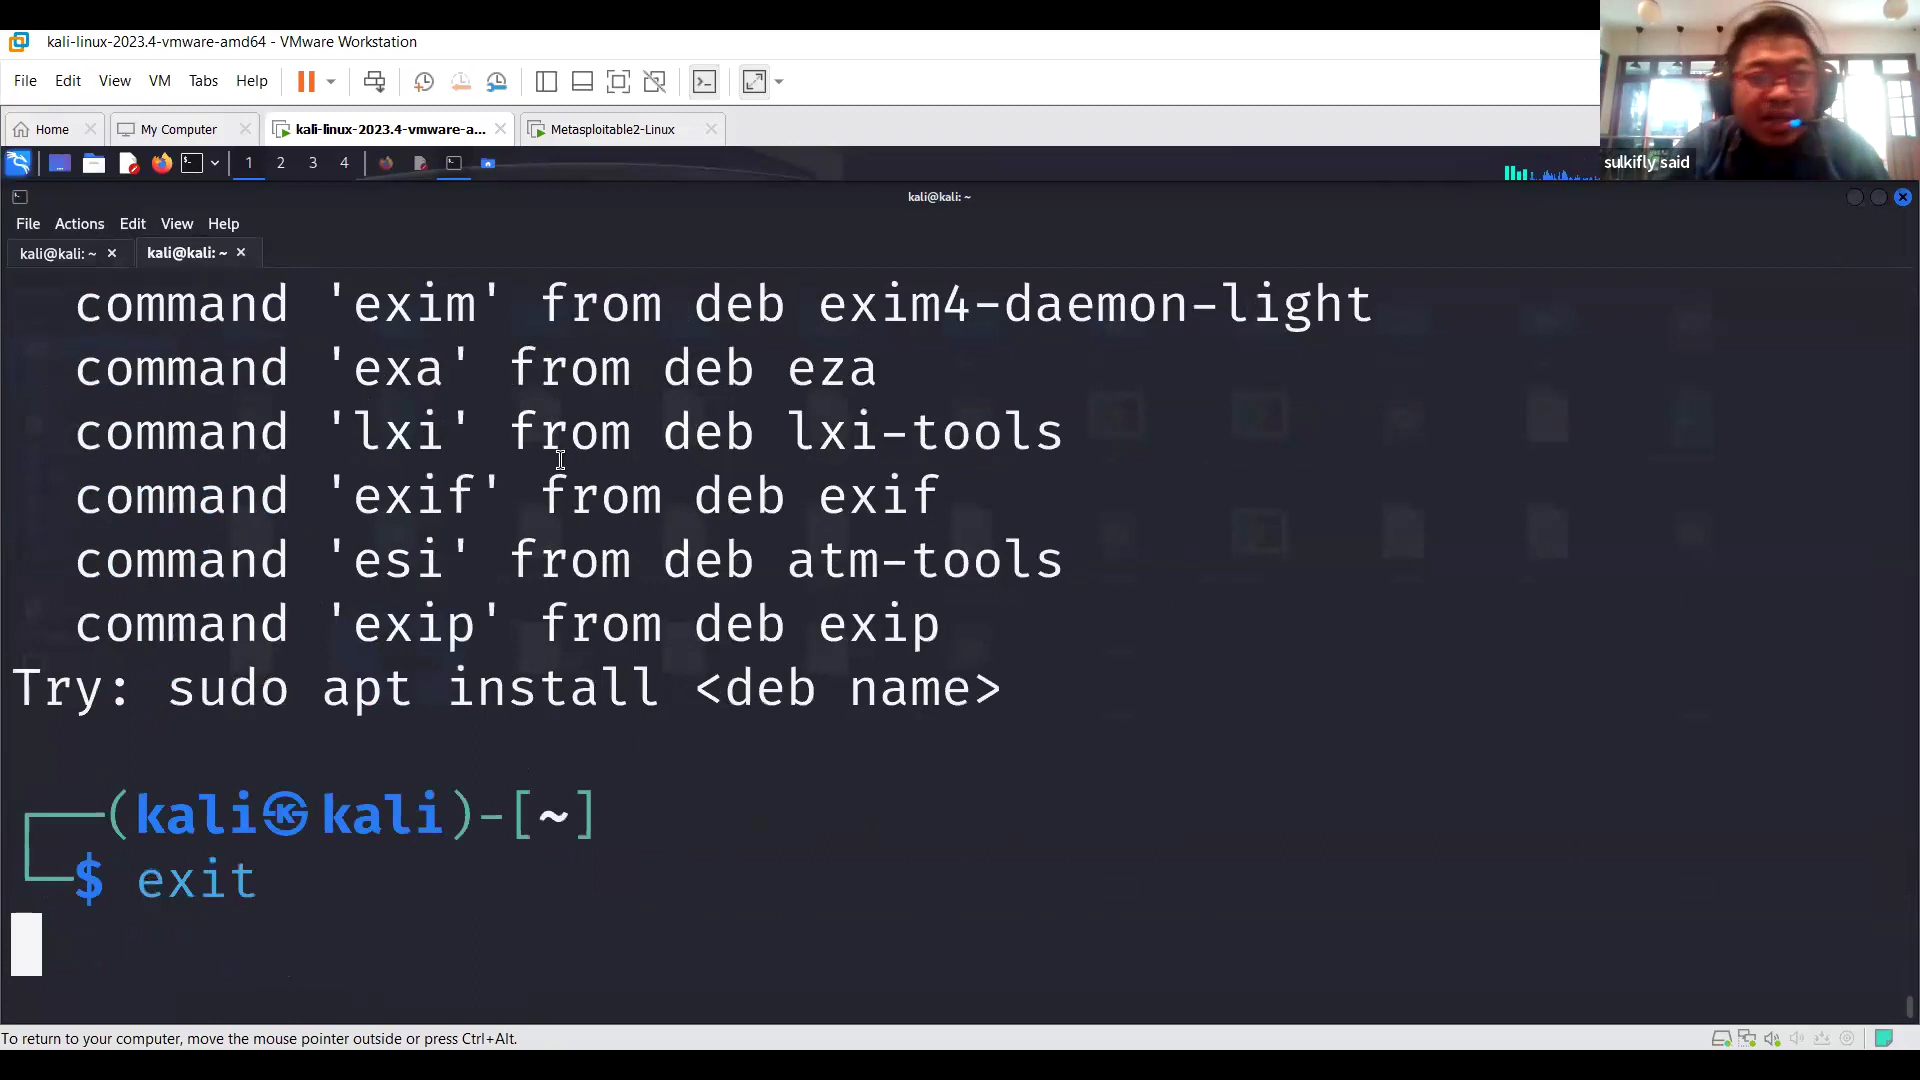 kali-linux-2023.4-vmware-amd64 - VMware Workstation
File Edit View VM Tabs Help
Home My Computer kali-linux-2023.4-vmware-a... Metasploitable2-Linux
1 2 3 4
sulkifly said
kali@kali: ~
File Actions Edit View Help
kali@kali: ~ kali@kali: ~
command 'exim' from deb exim4-daemon-light
command 'exa' from deb eza
command 'lxi' from deb lxi-tools
command 'exif' from deb exif
command 'esi' from deb atm-tools
command 'exip' from deb exip
Try: sudo apt install <deb name>
(kali㉿kali)-[~]
$ exit
To return to your computer, move the mouse pointer outside or press Ctrl+Alt.